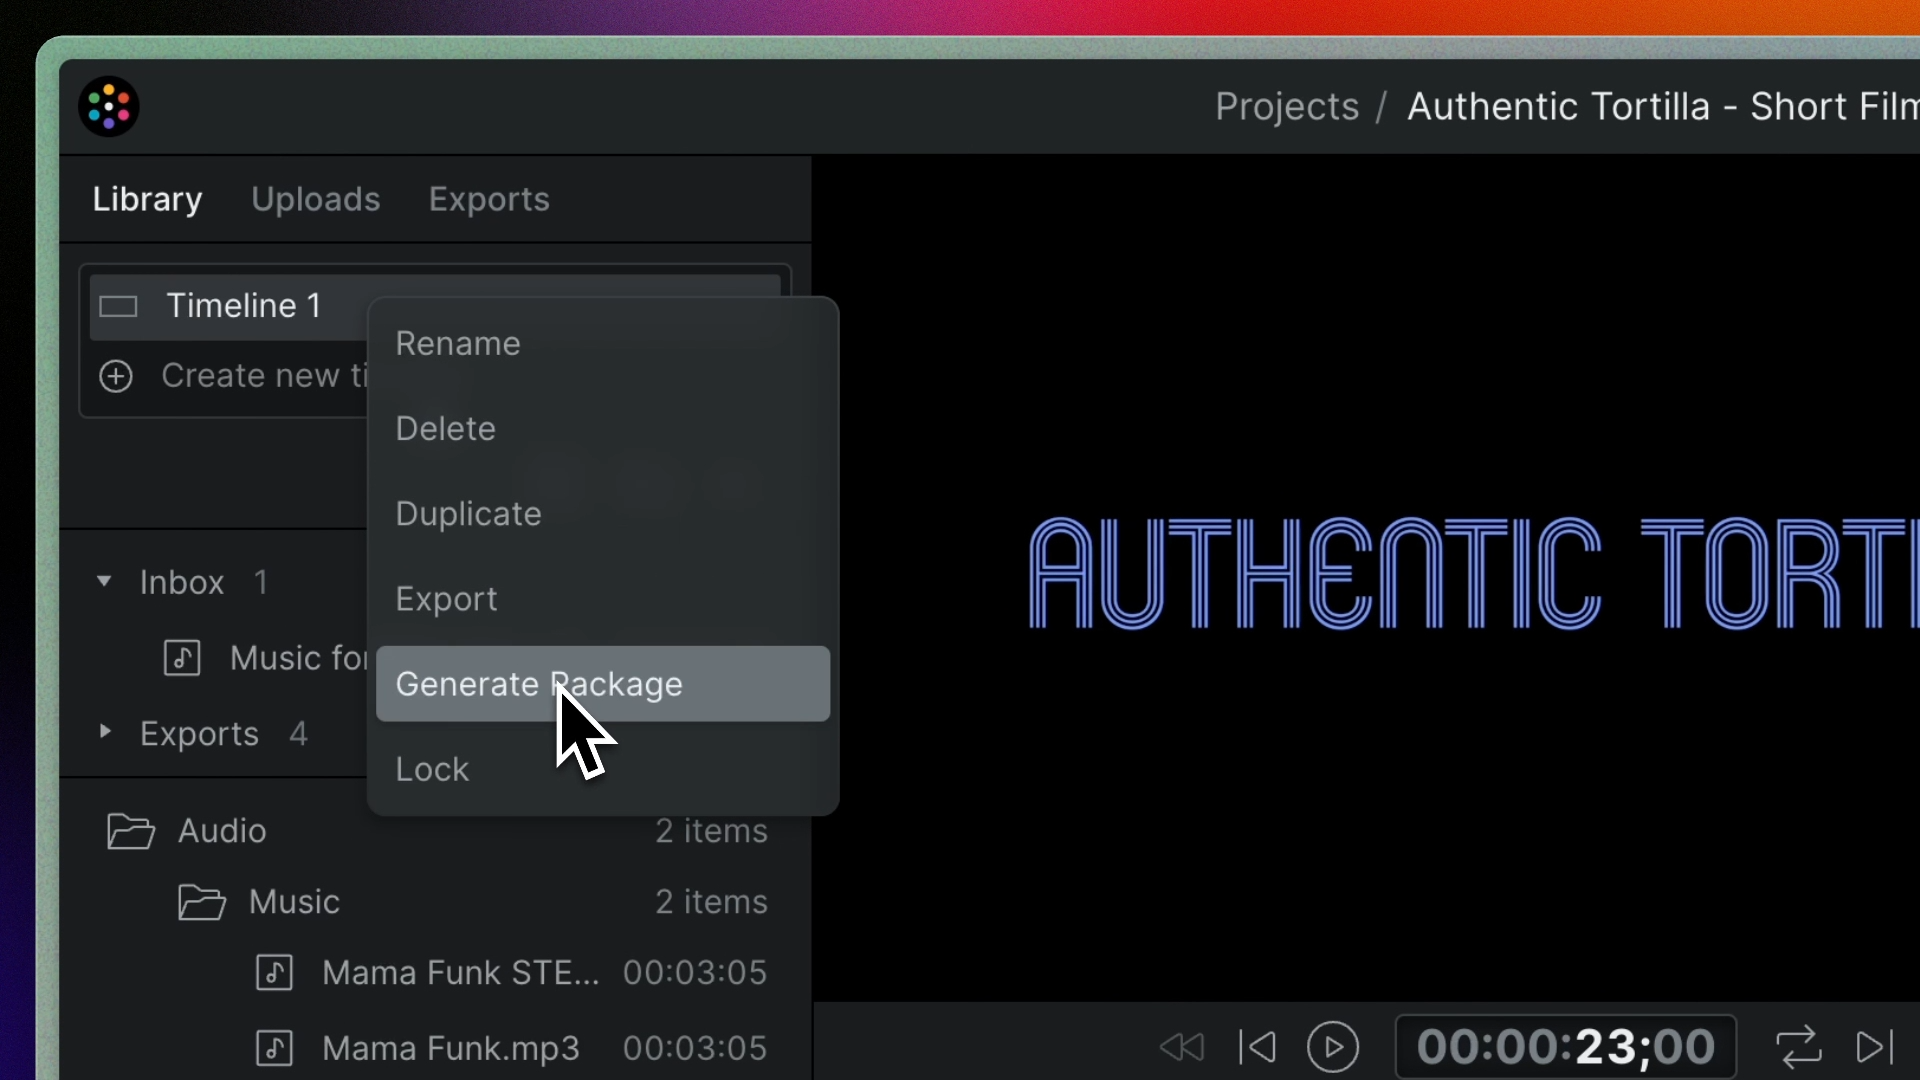 Projects / Authentic Tortilla - Short Film
Library Uploads Exports
Timeline 1
Create new ti
Rename
Delete
Duplicate
Export
Generate Package
Lock
Inbox 1
Music for
Exports 4
Audio 2 items
Music 2 items
Mama Funk STE... 00:03:05
Mama Funk.mp3 00:03:05
AUTHENTIC TORTI
00:00:23;00